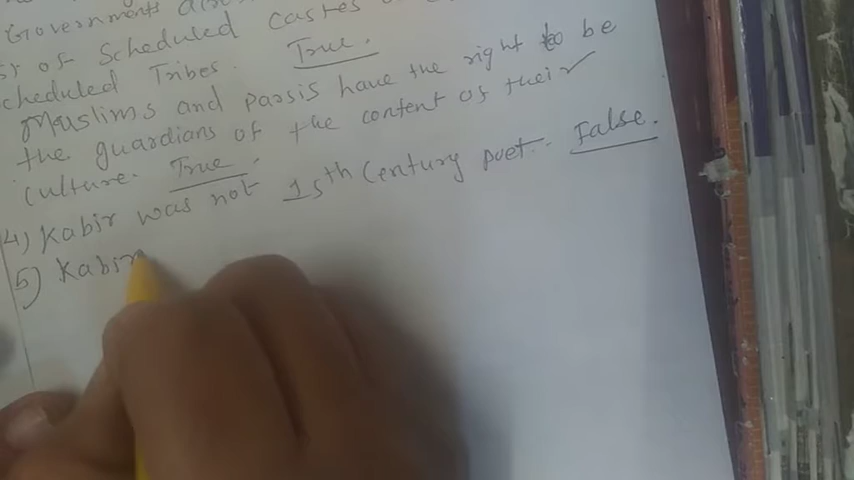 Governments
of Scheduled castes
Scheduled Tribes. True.
Muslims and parsis have the right to be
the guardians of the content of their
culture. True.
4) Kabir was not 15th Century poet. False.
5) Kabir